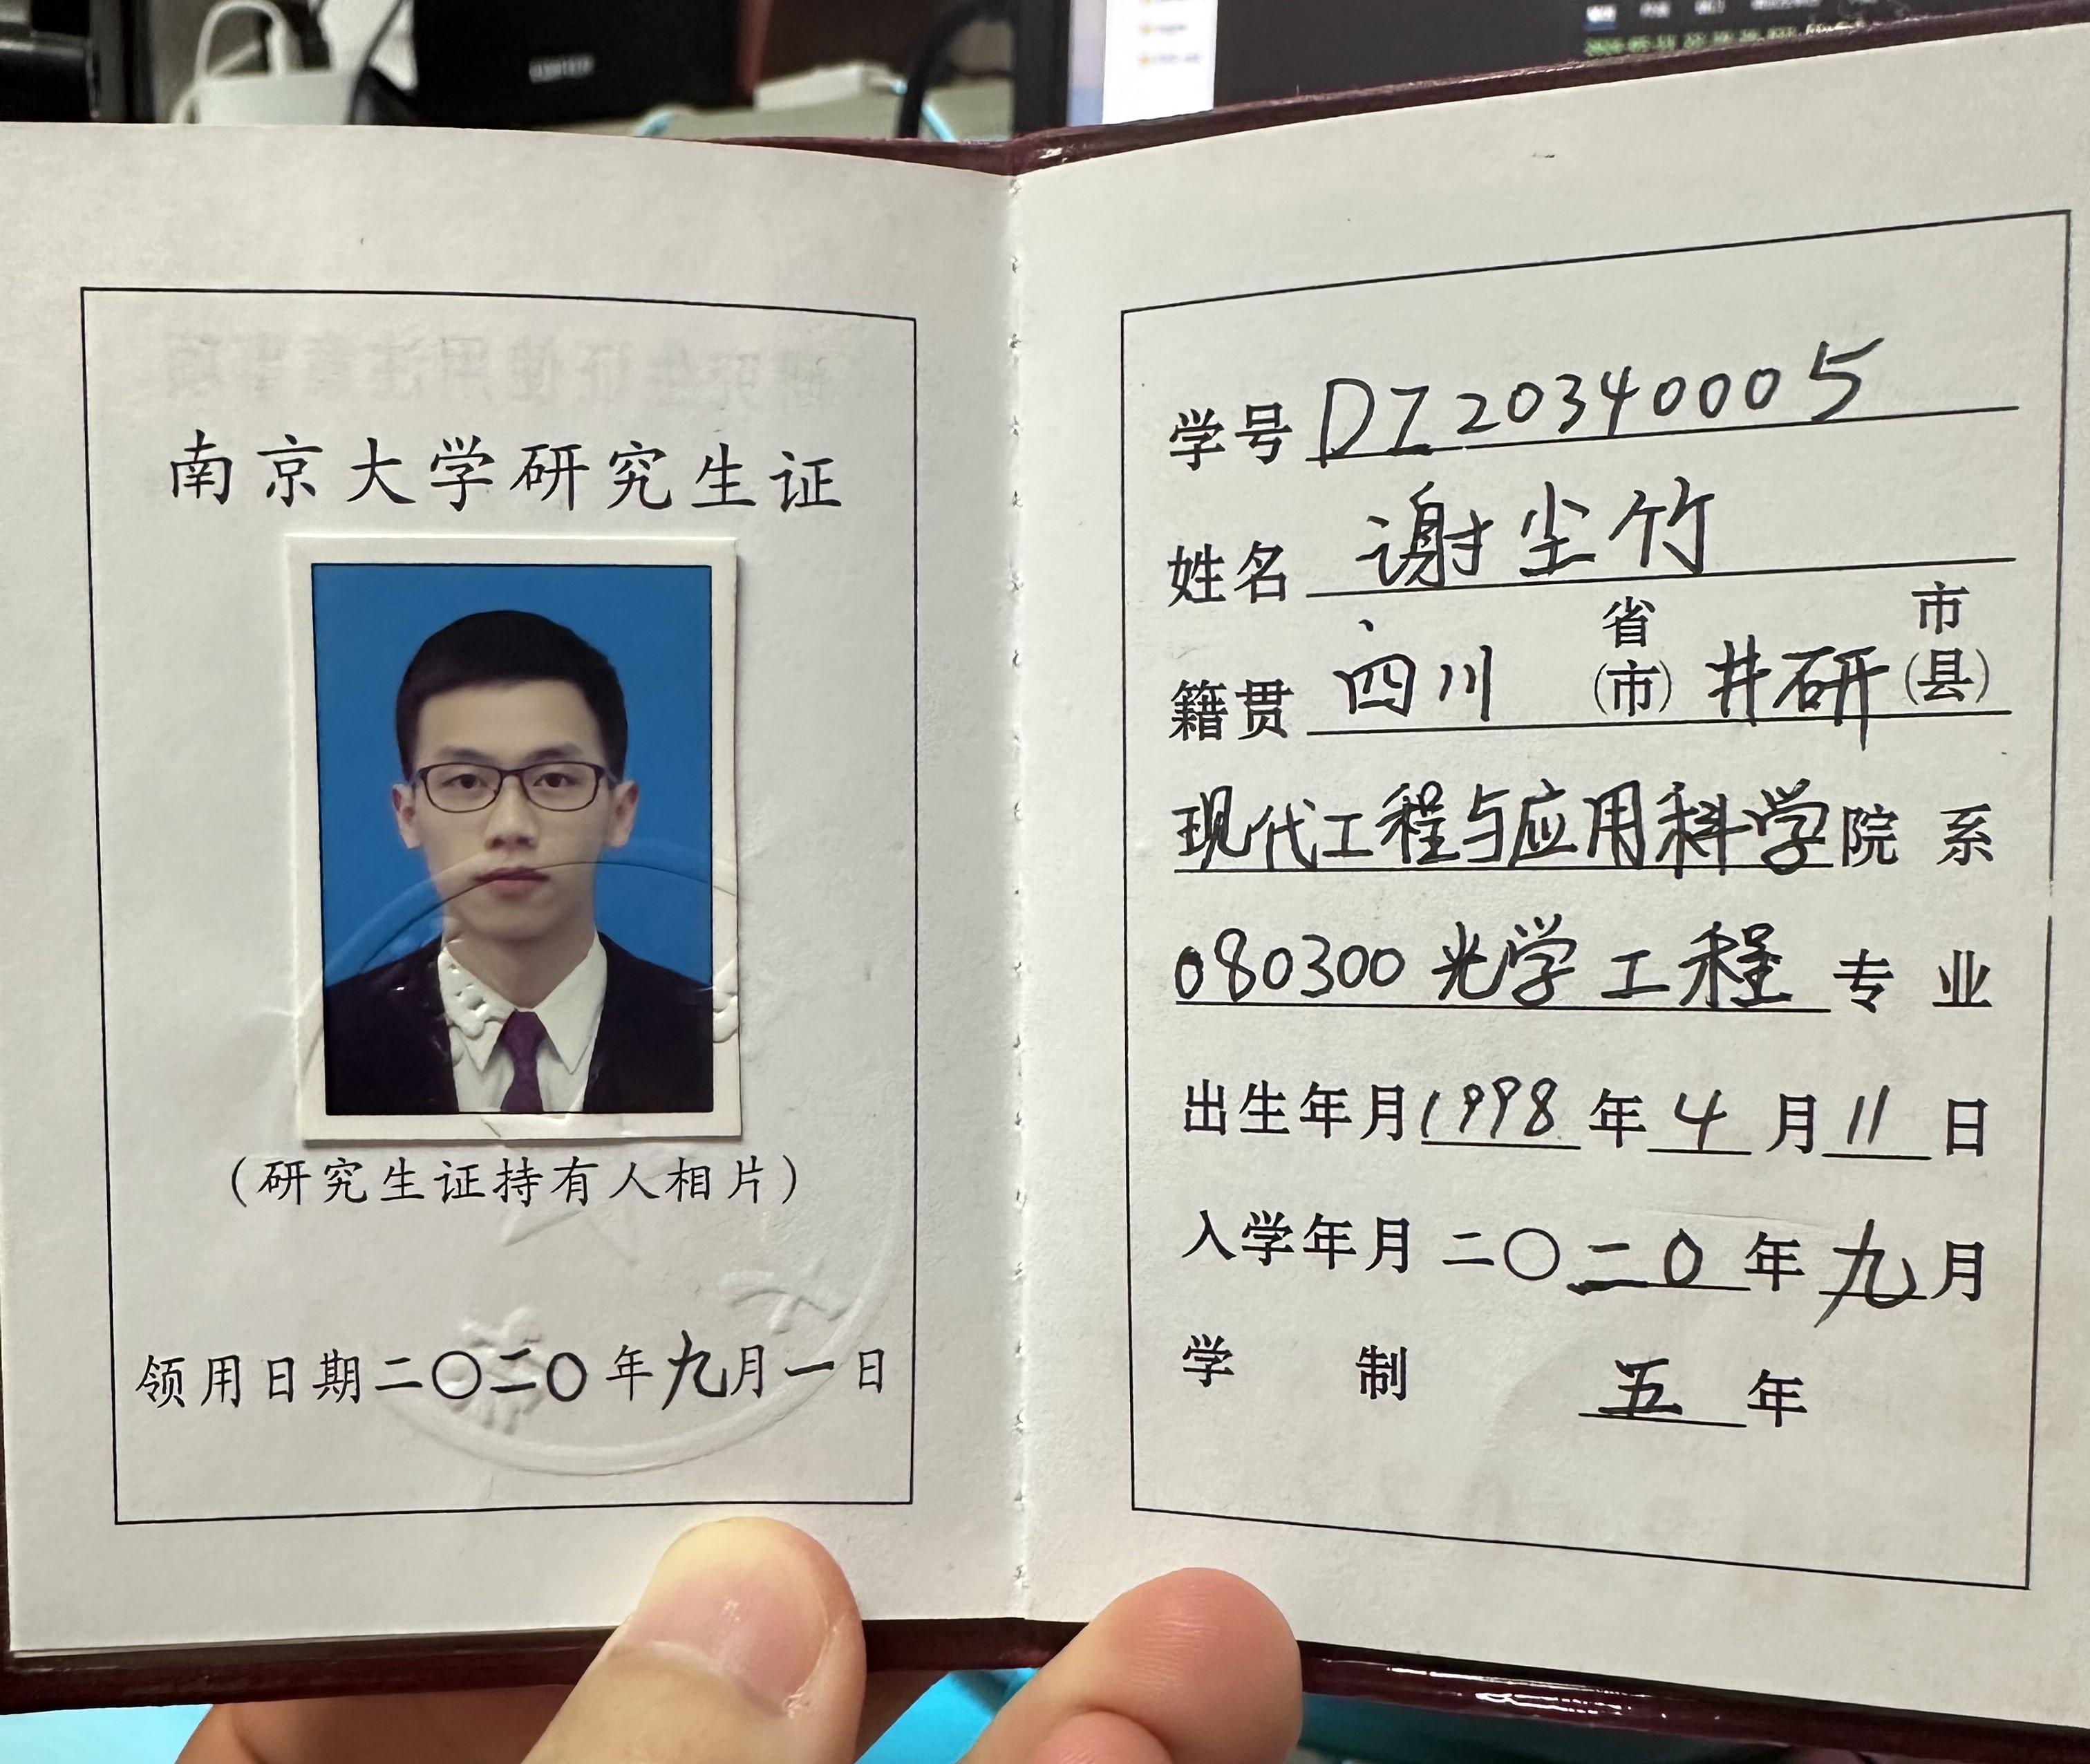 南京大学研究生证
(研究生证持有人相片)
领用日期二〇二〇年九月一日
学号 DZ20340005
姓名 谢尘竹
籍贯 四川 省(市) 井研 市(县)
现代工程与应用科学院系
080300 光学工程 专业
出生年月 1998 年 4 月 11 日
入学年月 二〇二〇年 九月
学 制 五 年